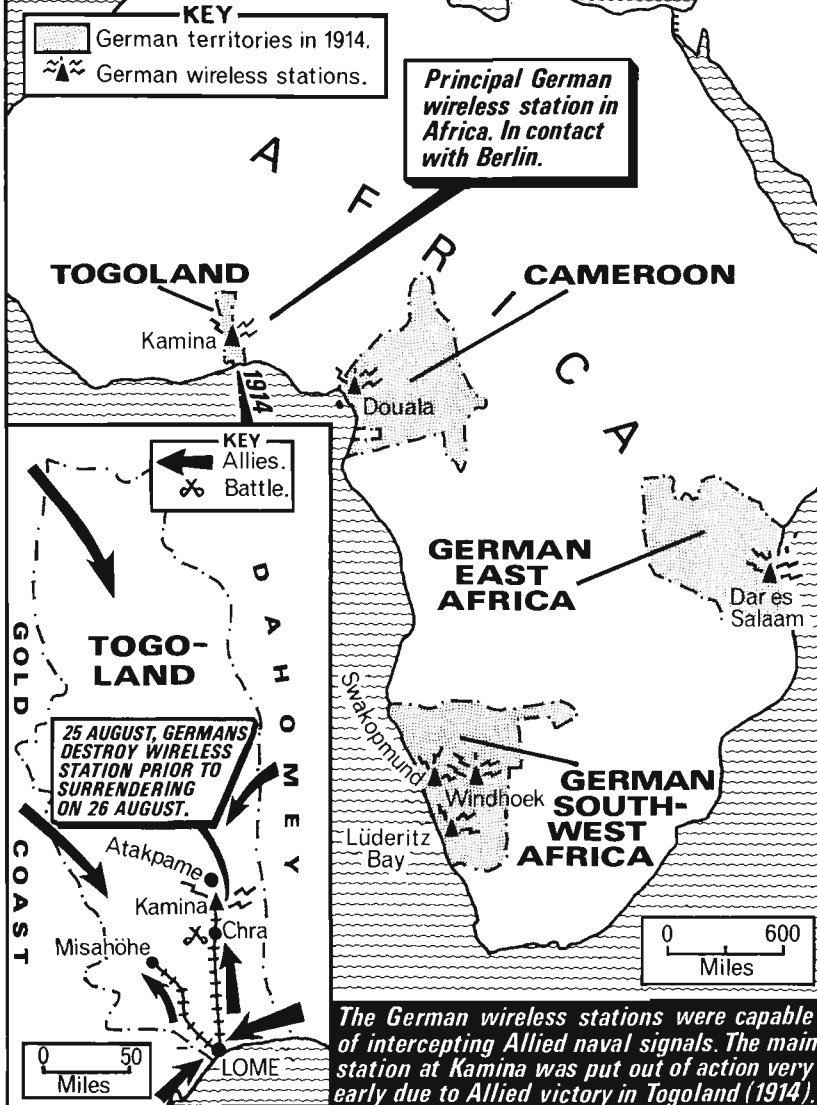 KEY
German territories in 1914.
German wireless stations.
Principal German
wireless station in
Africa. In contact
with Berlin.
AFRICA
TOGOLAND
CAMEROON
Kamina
1914
Douala
GERMAN
EAST
AFRICA
Dar es
Salaam
Swakopmund
Windhoek
Lüderitz
Bay
GERMAN
SOUTH-
WEST
AFRICA
0 600
Miles
KEY
Allies.
Battle.
DAHOMEY
GOLD COAST
TOGO-
LAND
25 AUGUST, GERMANS
DESTROY WIRELESS
STATION PRIOR TO
SURRENDERING
ON 26 AUGUST.
Atakpame
Kamina
Chra
Misahöhe
LOME
0 50
Miles
The German wireless stations were capable
of intercepting Allied naval signals. The main
station at Kamina was put out of action very
early due to Allied victory in Togoland (1914).